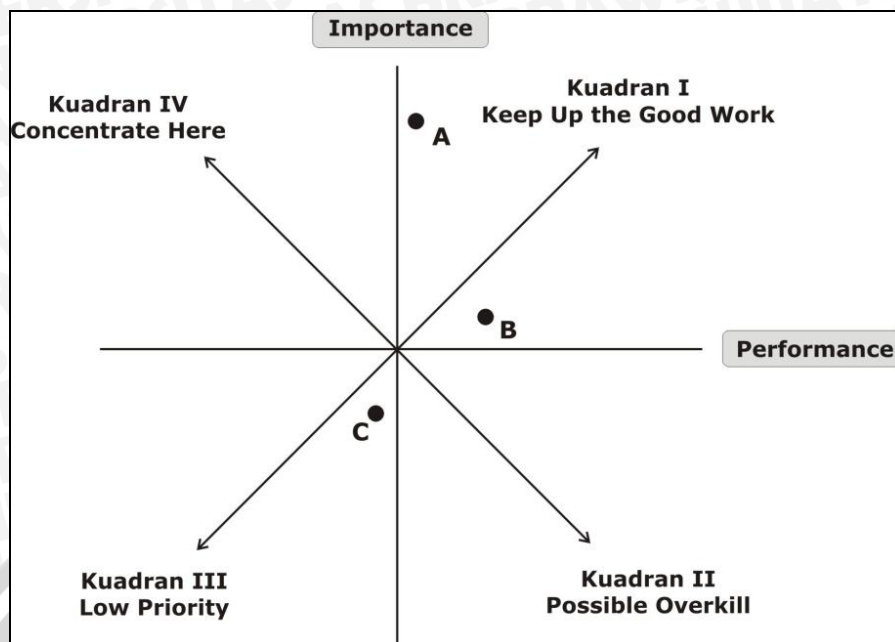 Importance
Kuadran IV
Concentrate Here
Kuadran I
Keep Up the Good Work
A
B
Performance
C
Kuadran III
Low Priority
Kuadran II
Possible Overkill